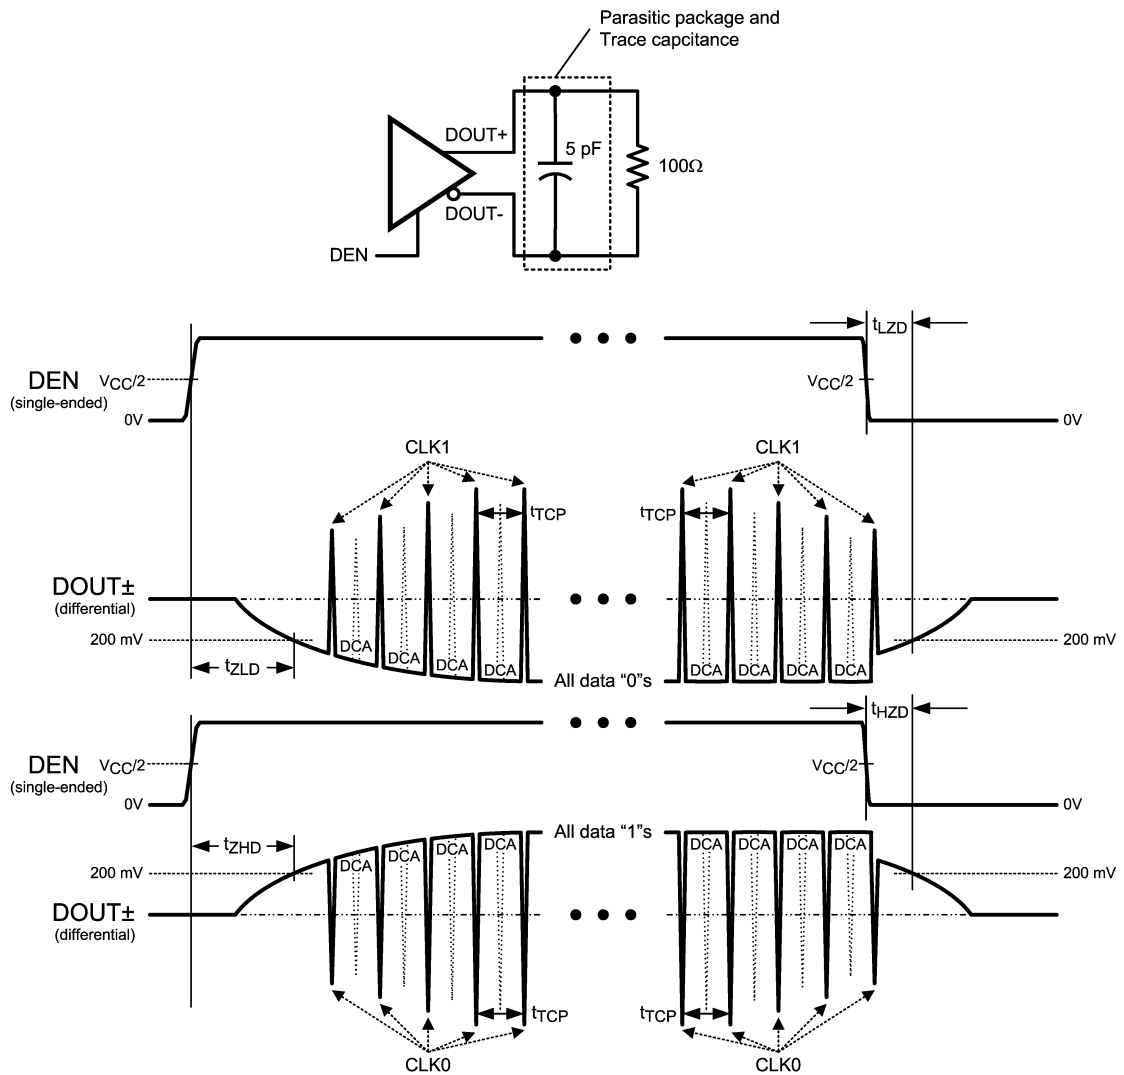 Parasitic package and
Trace capcitance
DOUT+
5 pF
100Ω
DOUT-
DEN
tLZD
DEN
(single-ended)
VCC/2
VCC/2
0V
0V
CLK1
CLK1
tTCP
tTCP
DOUT±
(differential)
200 mV
200 mV
DCA
DCA
DCA
DCA
DCA
DCA
DCA
DCA
tZLD
All data “0”s
tHZD
DEN
(single-ended)
VCC/2
VCC/2
0V
0V
All data “1”s
tZHD
DCA
DCA
DCA
DCA
DCA
DCA
DCA
DCA
200 mV
200 mV
DOUT±
(differential)
tTCP
tTCP
CLK0
CLK0